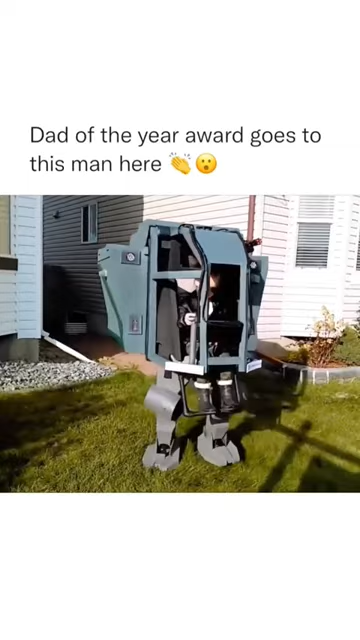 Dad of the year award goes to
this man here 👏😮